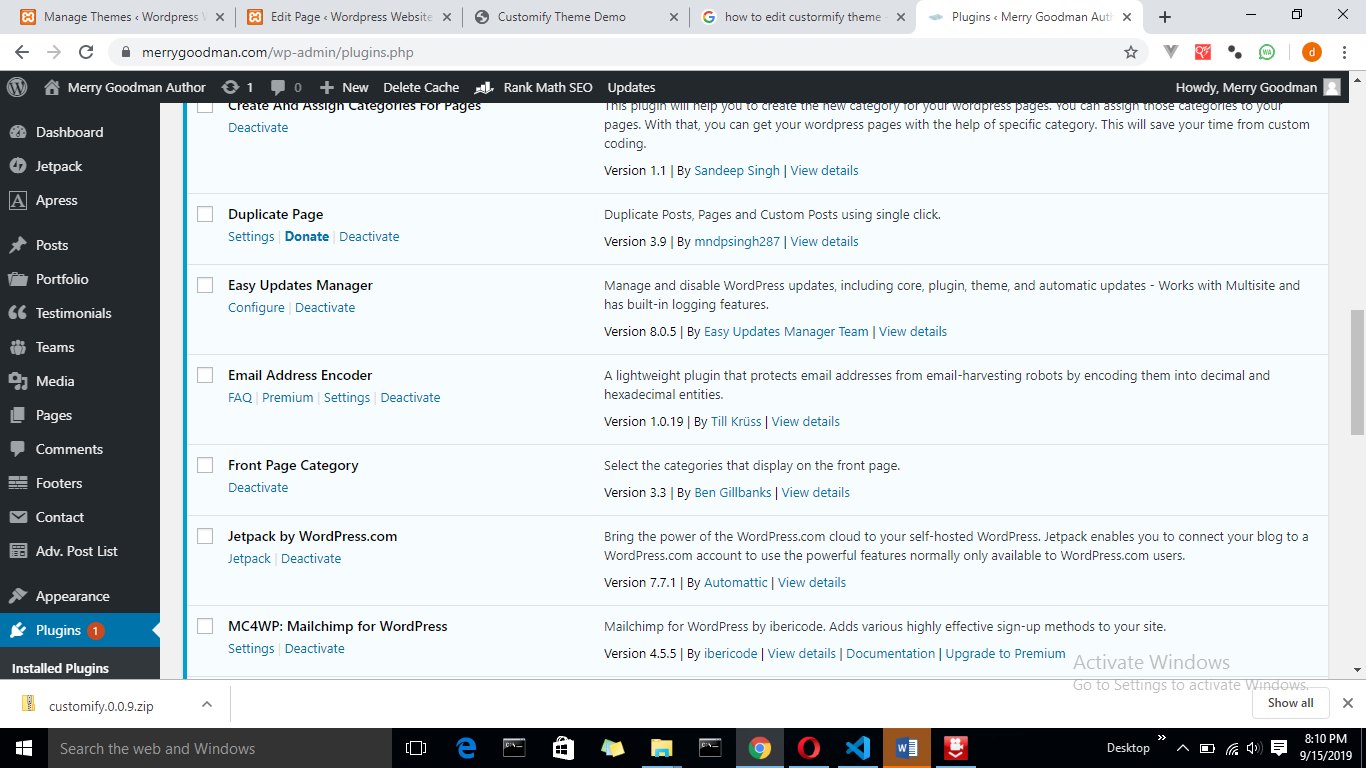 Manage Themes ‹ Wordpress W
Edit Page ‹ Wordpress Website
Customify Theme Demo
how to edit custormify theme -
Plugins ‹ Merry Goodman Auth
merrygoodman.com/wp-admin/plugins.php
d
Merry Goodman Author
1
0
New
Delete Cache
Rank Math SEO
Updates
Howdy, Merry Goodman
Dashboard
Jetpack
Apress
Posts
Portfolio
Testimonials
Teams
Media
Pages
Comments
Footers
Contact
Adv. Post List
Appearance
Plugins 1
Installed Plugins
Create And Assign Categories For Pages
Deactivate
This plugin will help you to create the new category for your wordpress pages. You can assign those categories to your
pages. With that, you can get your wordpress pages with the help of specific category. This will save your time from custom
coding.
Version 1.1 | By Sandeep Singh | View details
Duplicate Page
Settings | Donate | Deactivate
Duplicate Posts, Pages and Custom Posts using single click.
Version 3.9 | By mndpsingh287 | View details
Easy Updates Manager
Configure | Deactivate
Manage and disable WordPress updates, including core, plugin, theme, and automatic updates - Works with Multisite and
has built-in logging features.
Version 8.0.5 | By Easy Updates Manager Team | View details
Email Address Encoder
FAQ | Premium | Settings | Deactivate
A lightweight plugin that protects email addresses from email-harvesting robots by encoding them into decimal and
hexadecimal entities.
Version 1.0.19 | By Till Krüss | View details
Front Page Category
Deactivate
Select the categories that display on the front page.
Version 3.3 | By Ben Gillbanks | View details
Jetpack by WordPress.com
Jetpack | Deactivate
Bring the power of the WordPress.com cloud to your self-hosted WordPress. Jetpack enables you to connect your blog to a
WordPress.com account to use the powerful features normally only available to WordPress.com users.
Version 7.7.1 | By Automattic | View details
MC4WP: Mailchimp for WordPress
Settings | Deactivate
Mailchimp for WordPress by ibericode. Adds various highly effective sign-up methods to your site.
Version 4.5.5 | By ibericode | View details | Documentation | Upgrade to Premium
Activate Windows
Go to Settings to activate Windows.
customify.0.0.9.zip
Show all
Search the web and Windows
Desktop
8:10 PM
9/15/2019